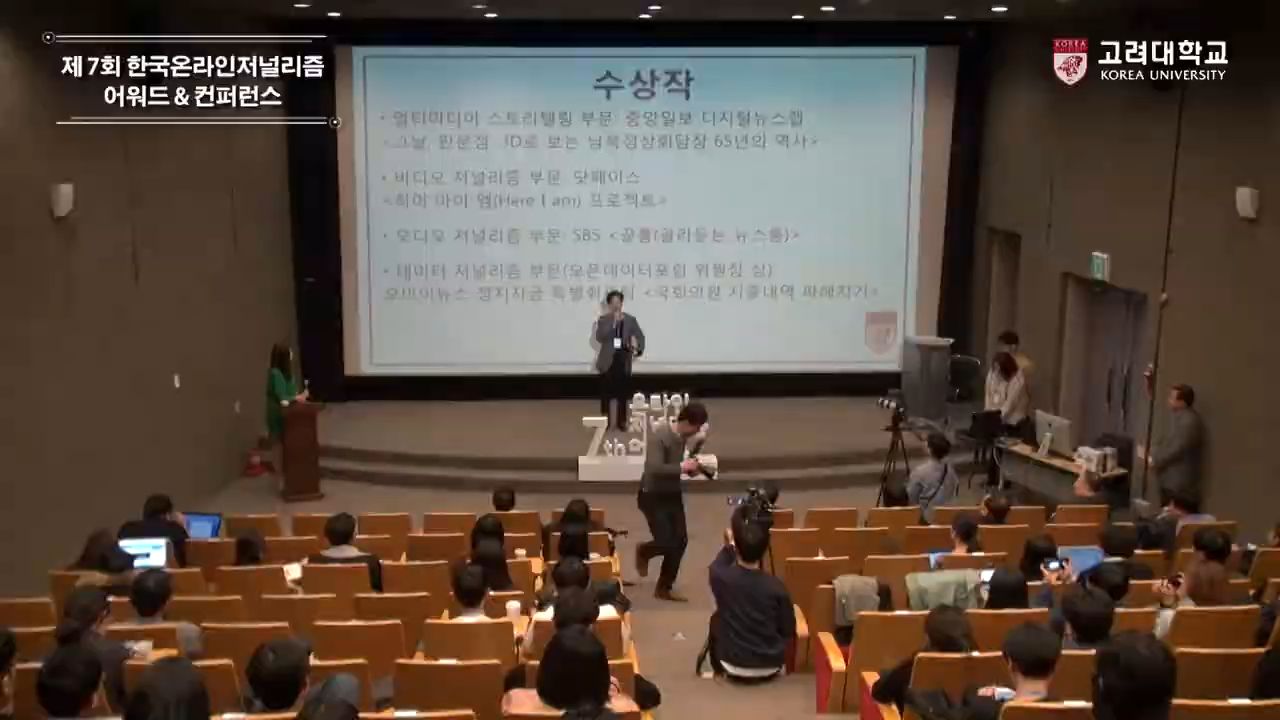 제 7회 한국온라인저널리즘
어워드 & 컨퍼런스
KOREA
고려대학교
KOREA UNIVERSITY
수상작
• 멀티미디어 스토리텔링 부문: 중앙일보 디지털뉴스랩
<그날, 판문점. 3D로 보는 남북정상회담장 65년의 역사>
• 비디오 저널리즘 부문: 닷페이스
<히어 아이 엠(Here I am) 프로젝트>
• 오디오 저널리즘 부문: SBS <골룸(골라듣는 뉴스룸)>
• 데이터 저널리즘 부문(오픈데이터포럼 위원장 상)
오마이뉴스 정치자금 <국회의원 지출내역 파헤치기>
7th